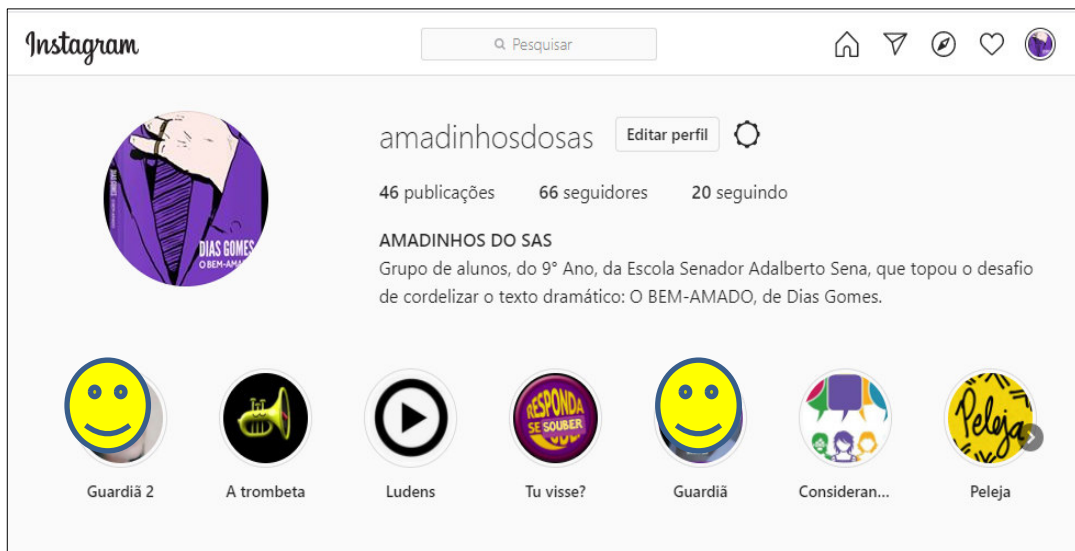 Instagram
Pesquisar
amadinhosdosas
Editar perfil
46 publicações 66 seguidores 20 seguindo
AMADINHOS DO SAS
Grupo de alunos, do 9° Ano, da Escola Senador Adalberto Sena, que topou o desafio
de cordelizar o texto dramático: O BEM-AMADO, de Dias Gomes.
DIAS GOMES
O BEM-AMA
RESPONDA
SE SOUBER
Peleja
Guardiã 2
A trombeta
Ludens
Tu visse?
Guardiã
Consideran...
Peleja